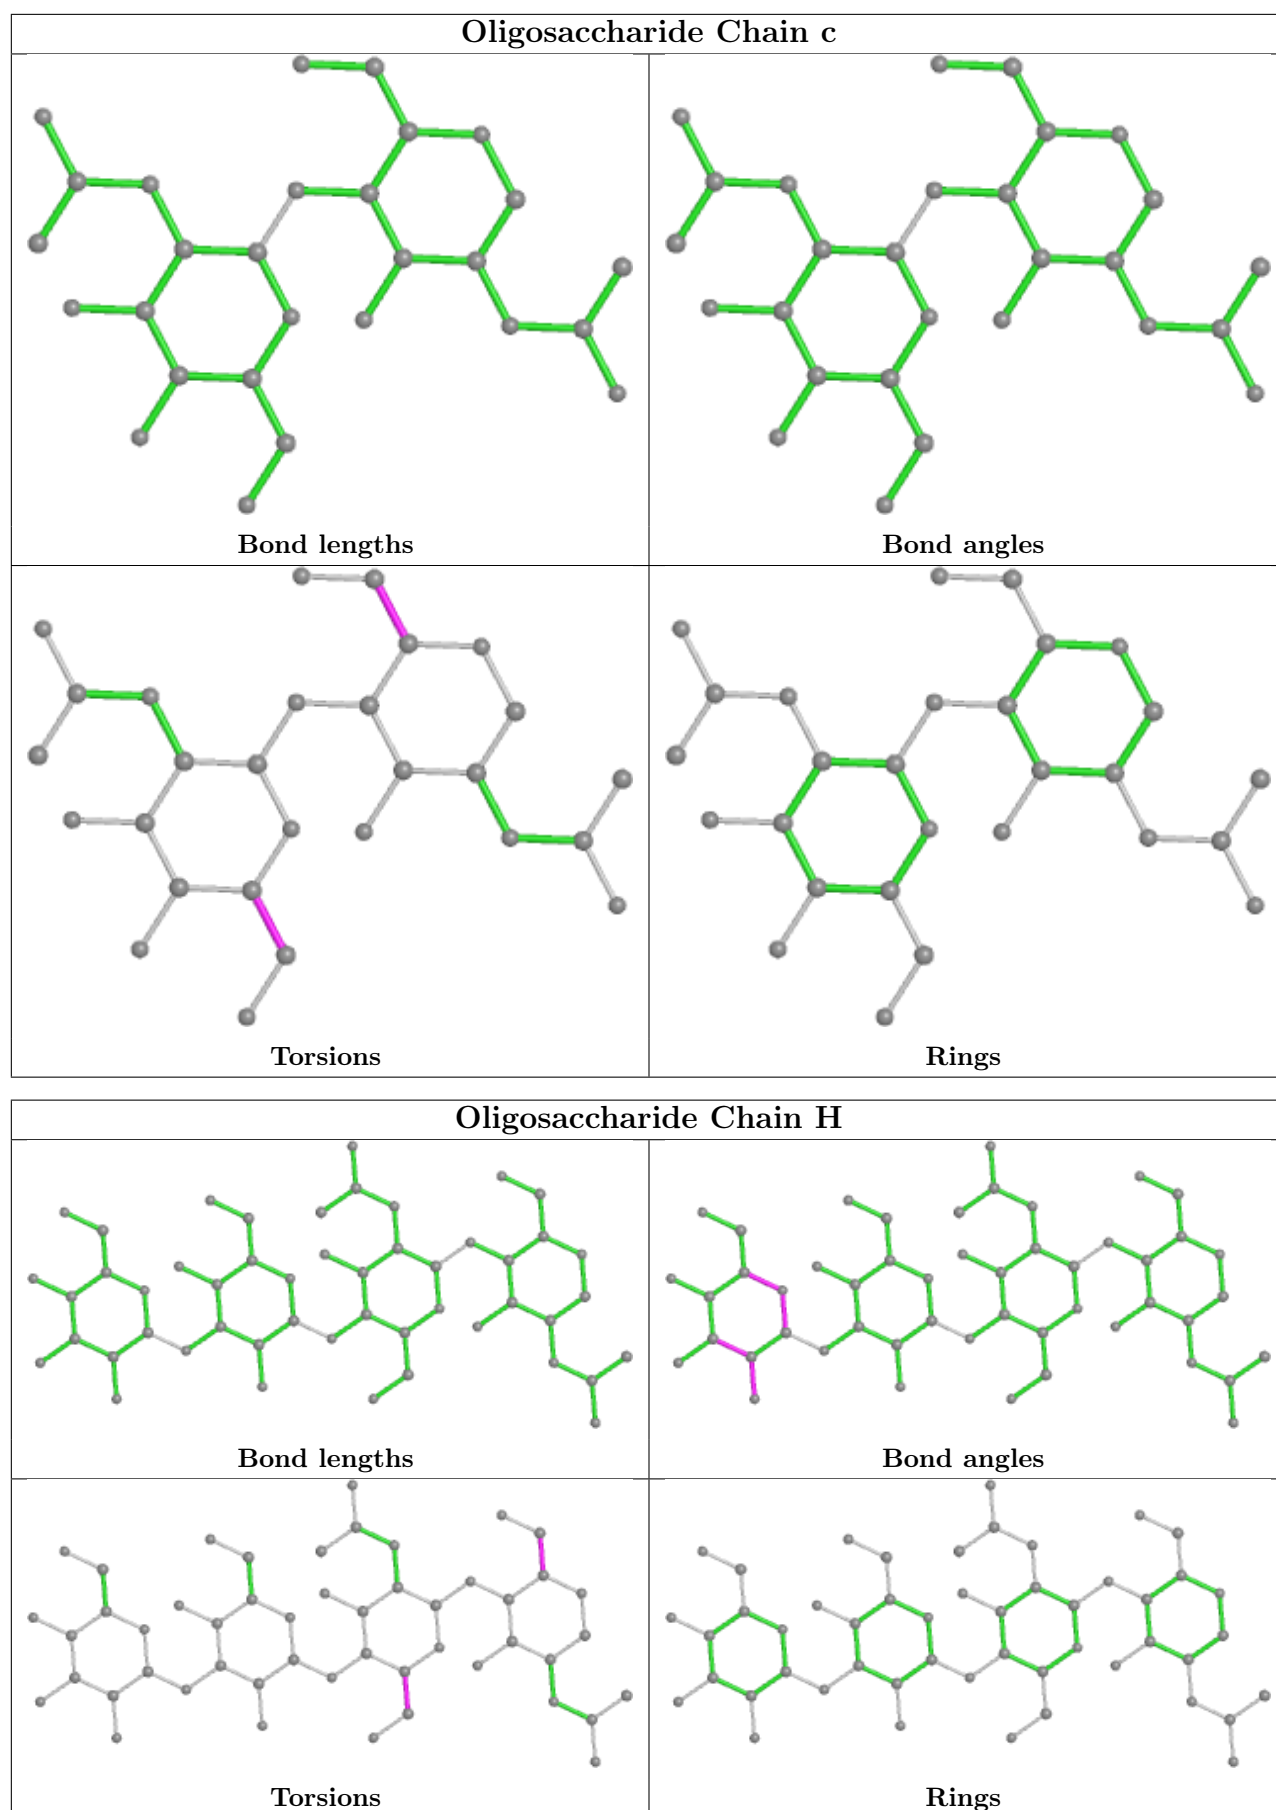 Oligosaccharide Chain c
Bond lengths
Bond angles
Torsions
Rings
Oligosaccharide Chain H
Bond lengths
Bond angles
Torsions
Rings